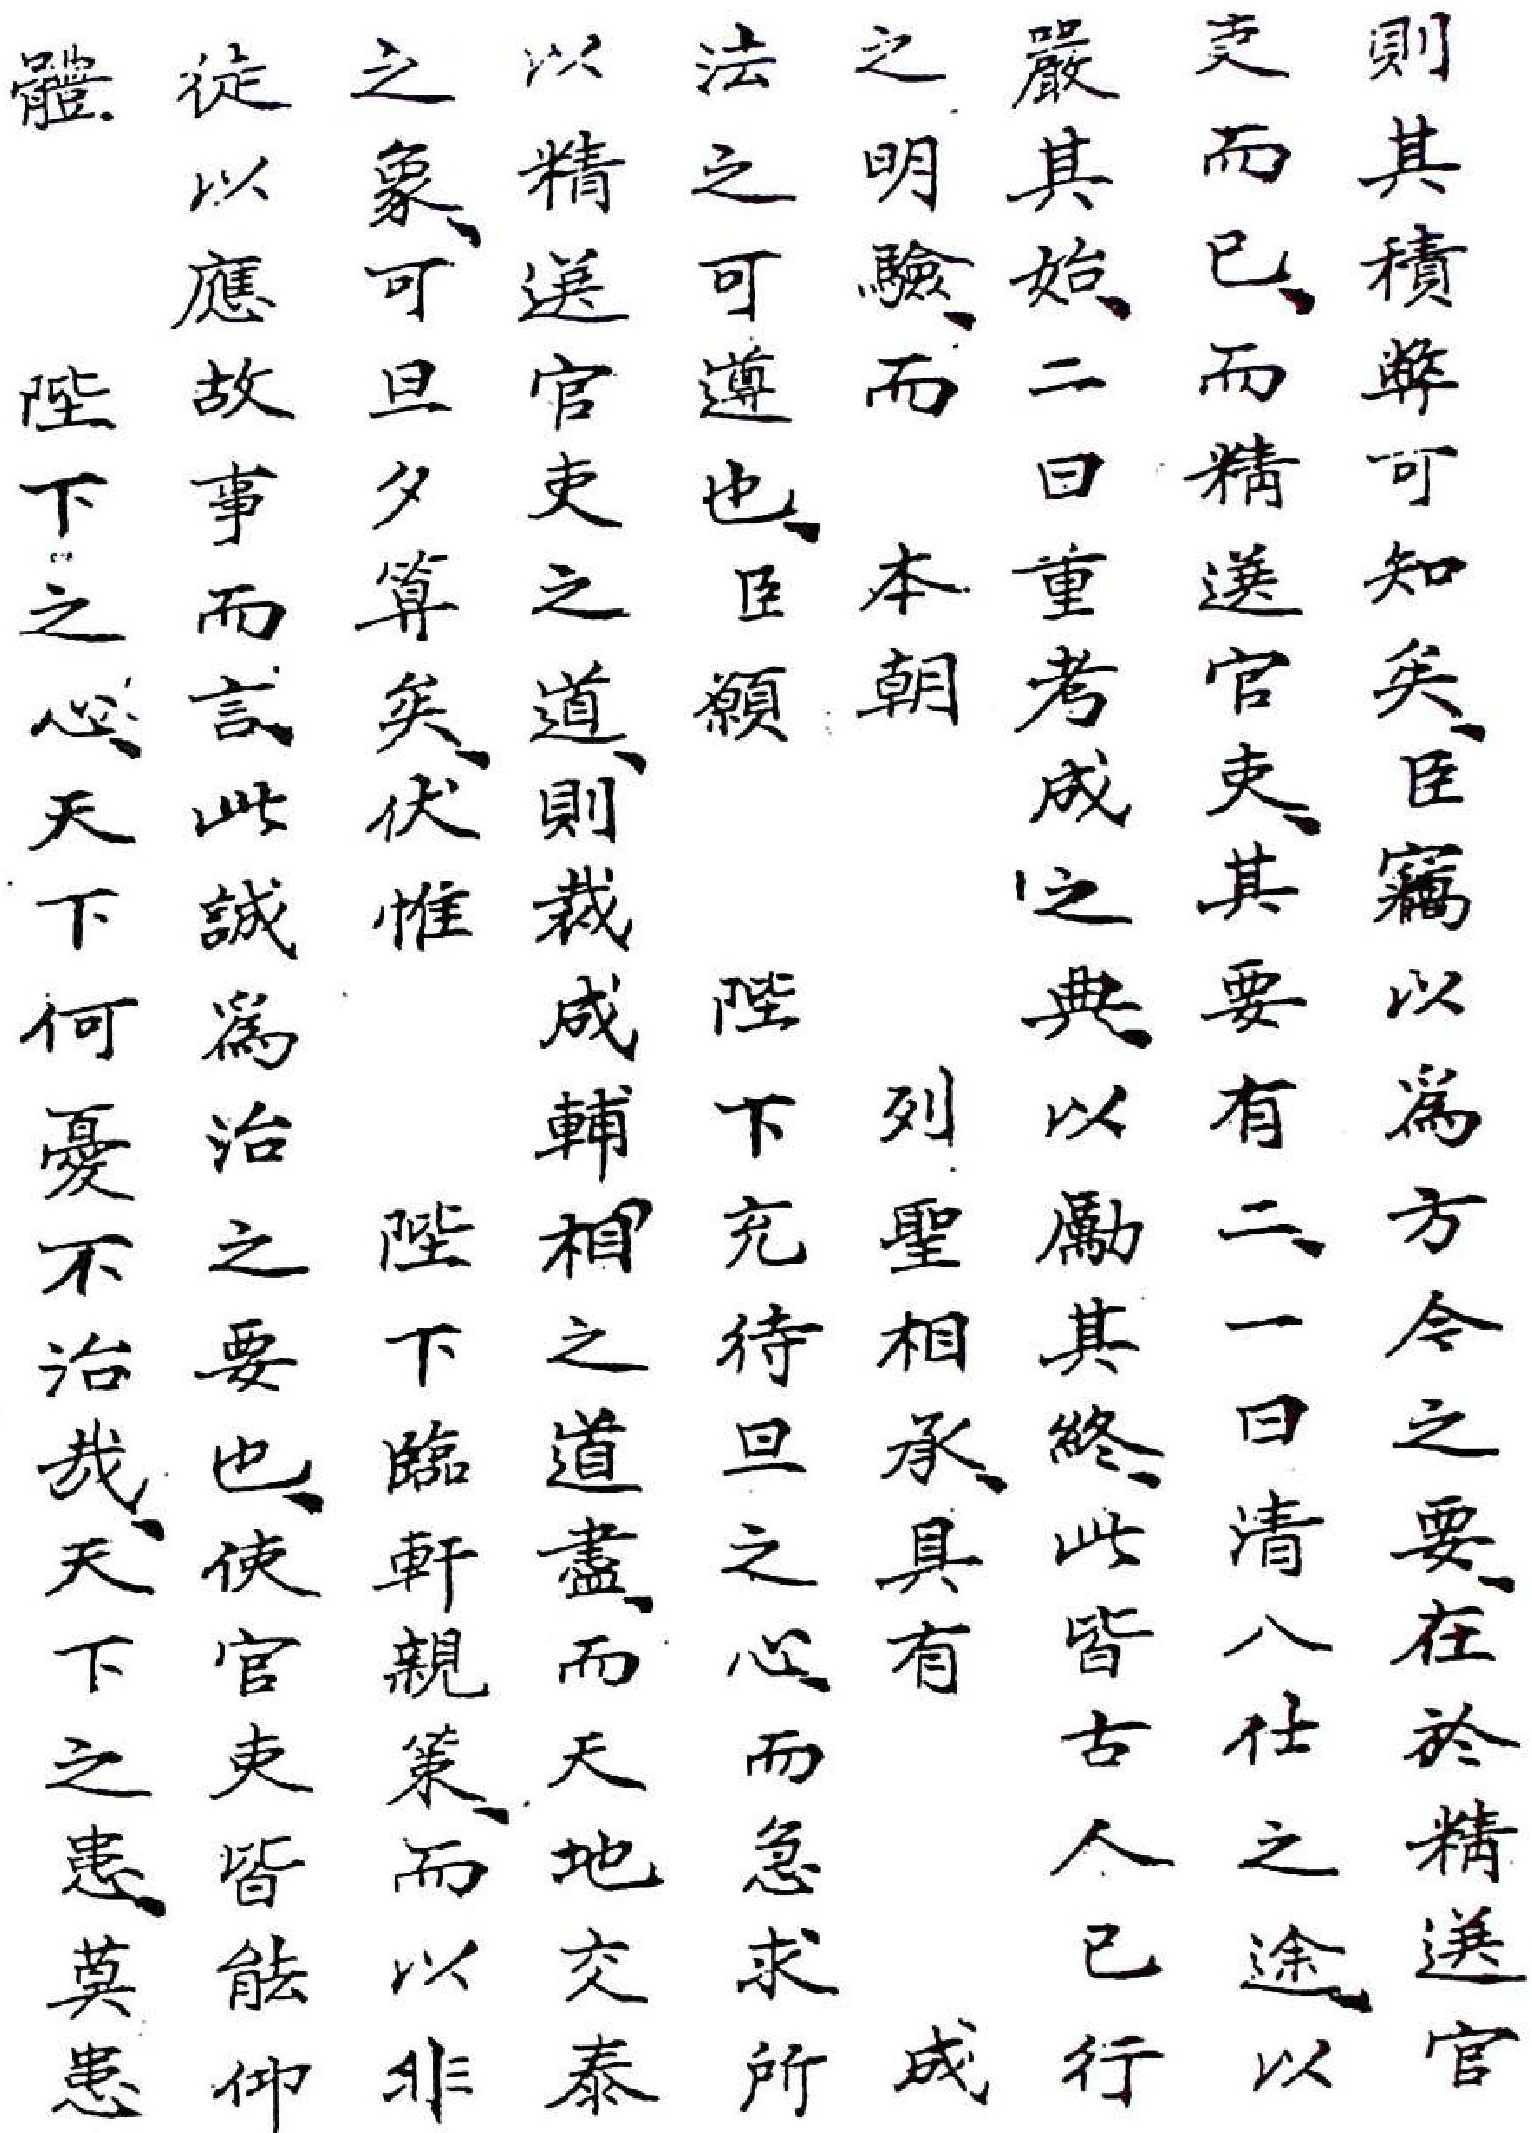 則其積弊可知矣、臣竊以爲方今之要、在於精送官
吏而已、而精送官吏、其要有二、一曰清八仕之途、以
嚴其始、二曰重考成之典、以勵其終、此皆古人已行
之明驗、而本朝列聖相承、具有成
法之可遵也、臣願陛下充待旦之心、而急求所
以精送官吏之道、則裁成輔相之道盡、而天地交泰
之象、可旦夕算矣、伏惟陛下臨軒親策、而以非
徒以應故事而言、此誠爲治之要也、使官吏皆能仰
體陛下之心、天下何憂不治哉、天下之患、莫患